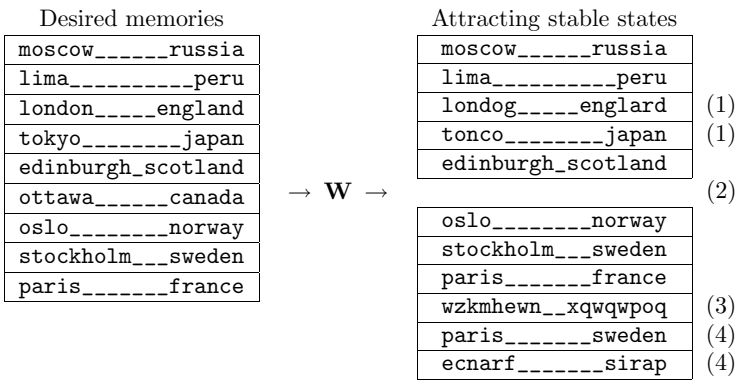 Desired memories Attracting stable states
moscow______russia moscow______russia
lima__________peru lima__________peru
london_____england londog_____englard (1)
tokyo________japan tonco________japan (1)
edinburgh_scotland edinburgh_scotland
ottawa______canada → W → (2)
oslo________norway oslo________norway
stockholm___sweden stockholm___sweden
paris_______france paris_______france
wzkmhewn__xqwqwpoq (3)
paris_______sweden (4)
ecnarf_______sirap (4)